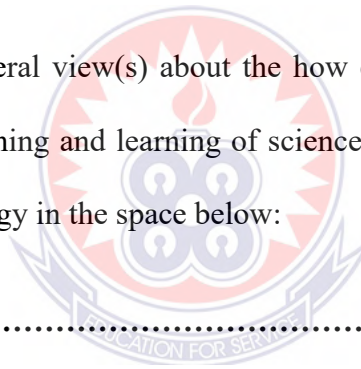 eral view(s) about the how
ning and learning of science
gy in the space below:
................................................
EDUCATION FOR SERVICE